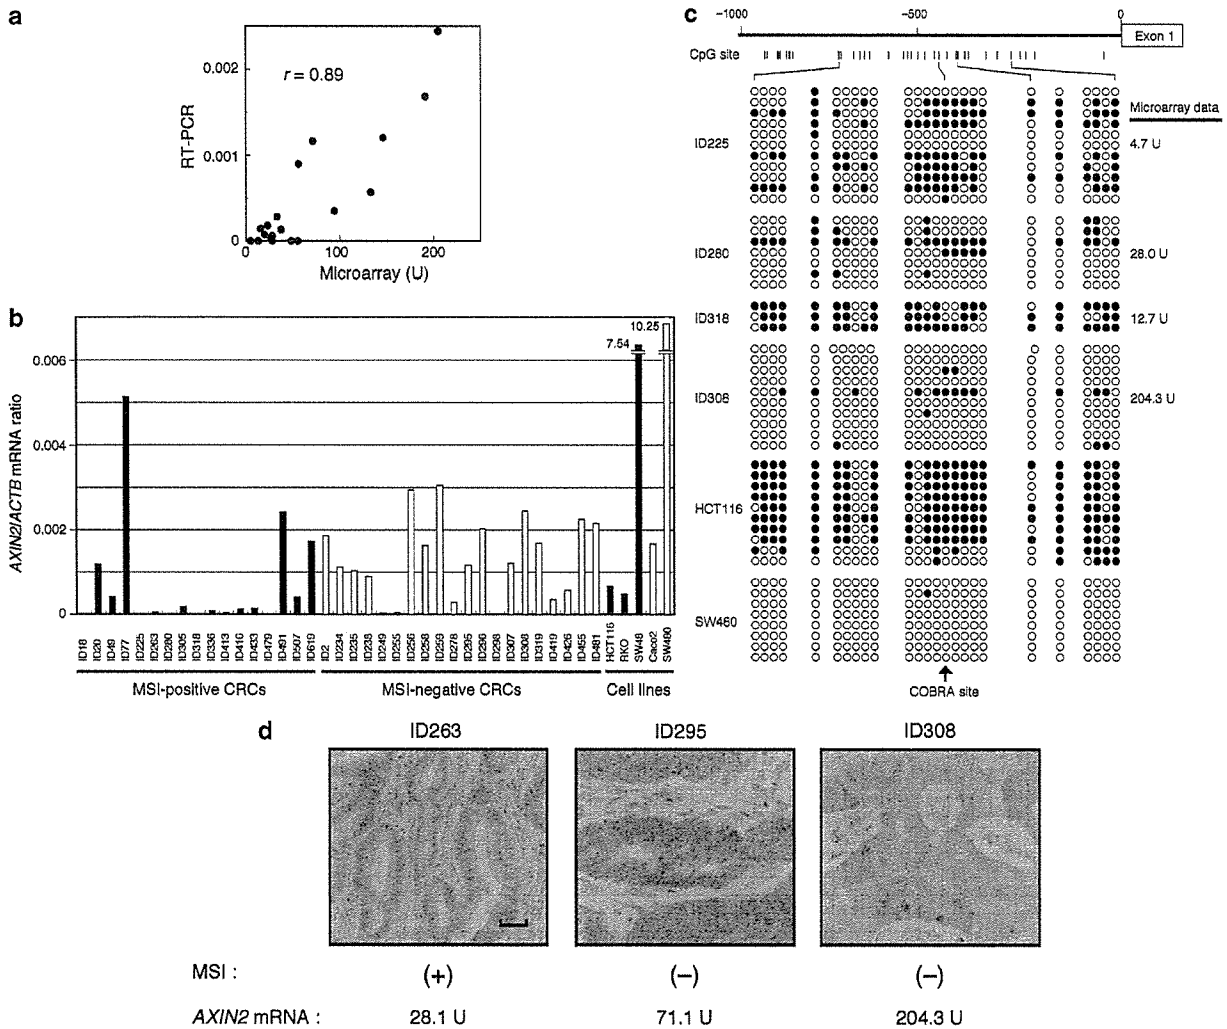 a
RT-PCR
0.002
0.001
0
r = 0.89
0 100 200
Microarray (U)
b
AXIN2/ACTB mRNA ratio
0.006
0.004
0.002
0
7.54
10.25
ID18 ID20 ID49 ID77 ID225 ID263 ID280 ID305 ID318 ID336 ID413 ID416 ID433 ID479 ID491 ID507 ID619 ID2 ID234 ID235 ID238 ID249 ID255 ID256 ID258 ID259 ID278 ID295 ID296 ID298 ID307 ID308 ID319 ID419 ID426 ID455 ID481 HCT116 RKO SW48 Caco2 SW480
MSI-positive CRCs MSI-negative CRCs Cell lines
c
-1000 -500 0
Exon 1
CpG site
Microarray data
ID225 4.7 U
ID280 28.0 U
ID318 12.7 U
ID308 204.3 U
HCT116
SW460
COBRA site
d
ID263 ID295 ID308
MSI : (+) (–) (–)
AXIN2 mRNA : 28.1 U 71.1 U 204.3 U